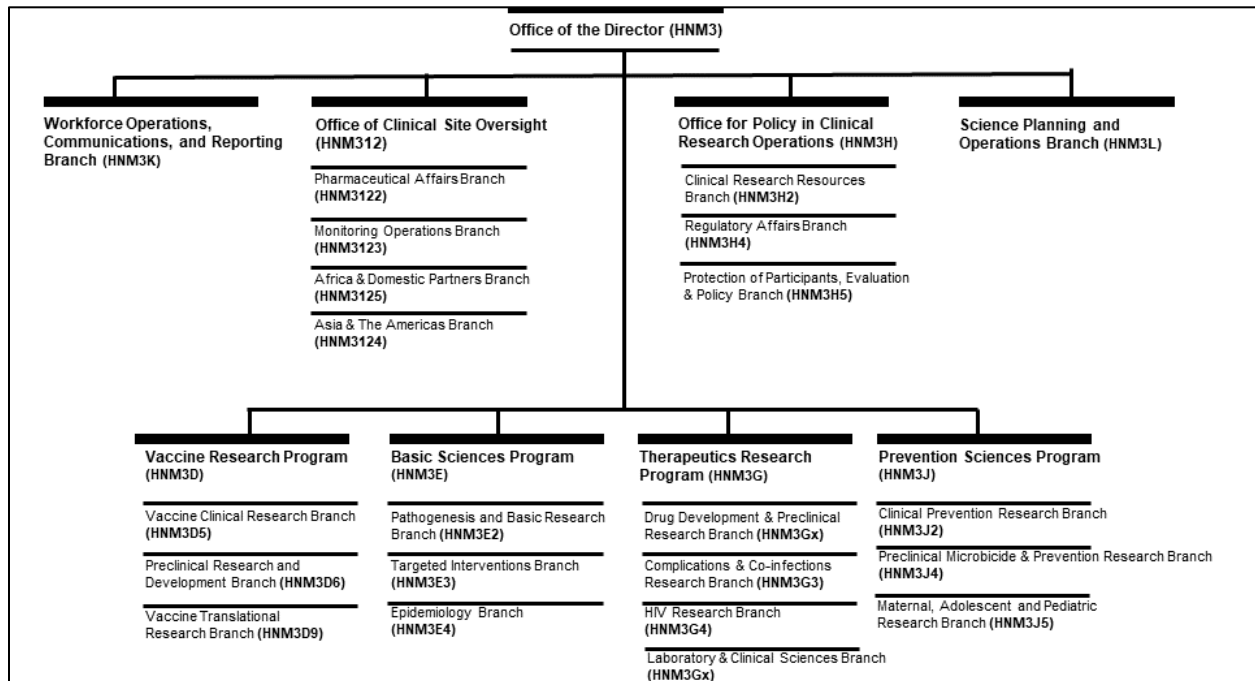 Office of the Director (HNM3)
Workforce Operations,
Communications, and Reporting
Branch (HNM3K)
Office of Clinical Site Oversight
(HNM312)
Pharmaceutical Affairs Branch
(HNM3122)
Monitoring Operations Branch
(HNM3123)
Africa & Domestic Partners Branch
(HNM3125)
Asia & The Americas Branch
(HNM3124)
Office for Policy in Clinical
Research Operations (HNM3H)
Clinical Research Resources
Branch (HNM3H2)
Regulatory Affairs Branch
(HNM3H4)
Protection of Participants, Evaluation
& Policy Branch (HNM3H5)
Science Planning and
Operations Branch (HNM3L)
Vaccine Research Program
(HNM3D)
Vaccine Clinical Research Branch
(HNM3D5)
Preclinical Research and
Development Branch (HNM3D6)
Vaccine Translational
Research Branch (HNM3D9)
Basic Sciences Program
(HNM3E)
Pathogenesis and Basic Research
Branch (HNM3E2)
Targeted Interventions Branch
(HNM3E3)
Epidemiology Branch
(HNM3E4)
Therapeutics Research
Program (HNM3G)
Drug Development & Preclinical
Research Branch (HNM3Gx)
Complications & Co-infections
Research Branch (HNM3G3)
HIV Research Branch
(HNM3G4)
Laboratory & Clinical Sciences Branch
(HNM3Gx)
Prevention Sciences Program
(HNM3J)
Clinical Prevention Research Branch
(HNM3J2)
Preclinical Microbicide & Prevention Research Branch
(HNM3J4)
Maternal, Adolescent and Pediatric
Research Branch (HNM3J5)